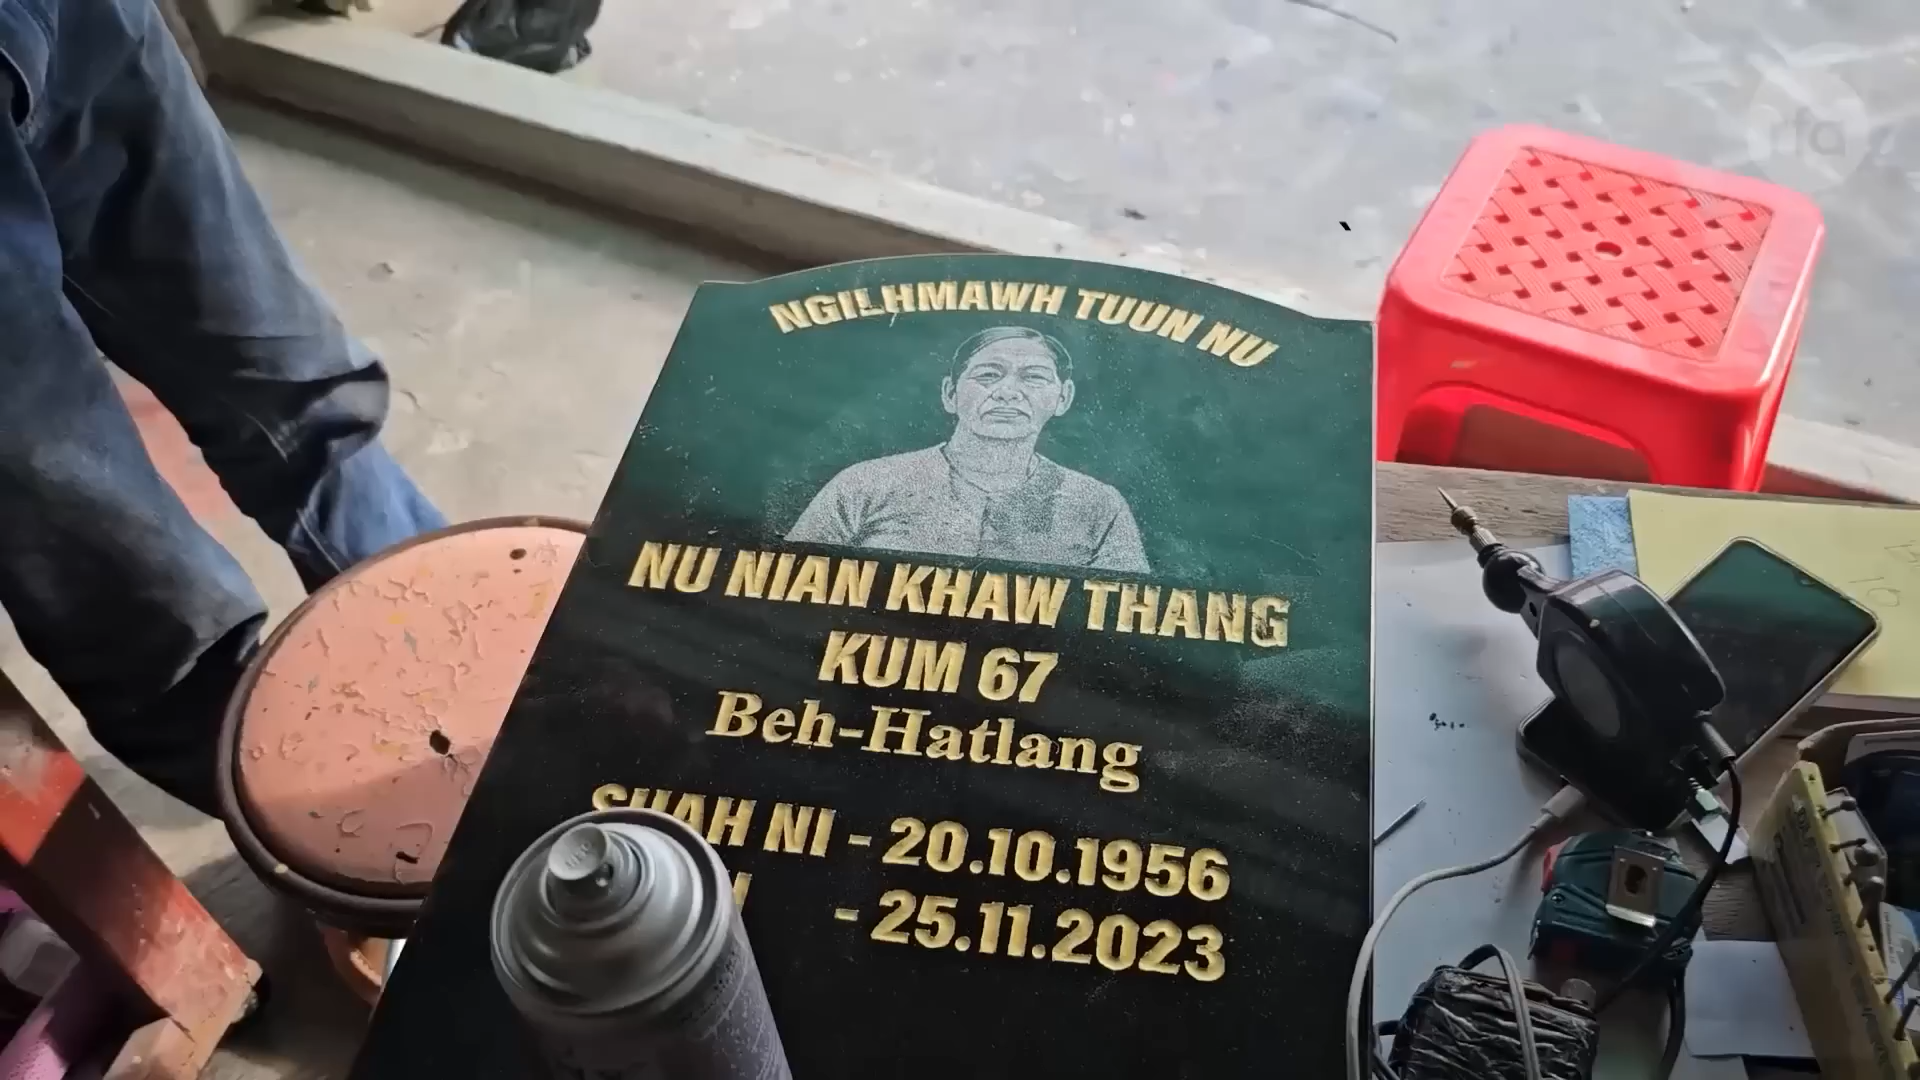 NGILHMAWH TUUN NU
NU NIAN KHAW THANG
KUM 67
Beh-Hatlang
SUAH NI - 20.10.1956
- 25.11.2023
rfa